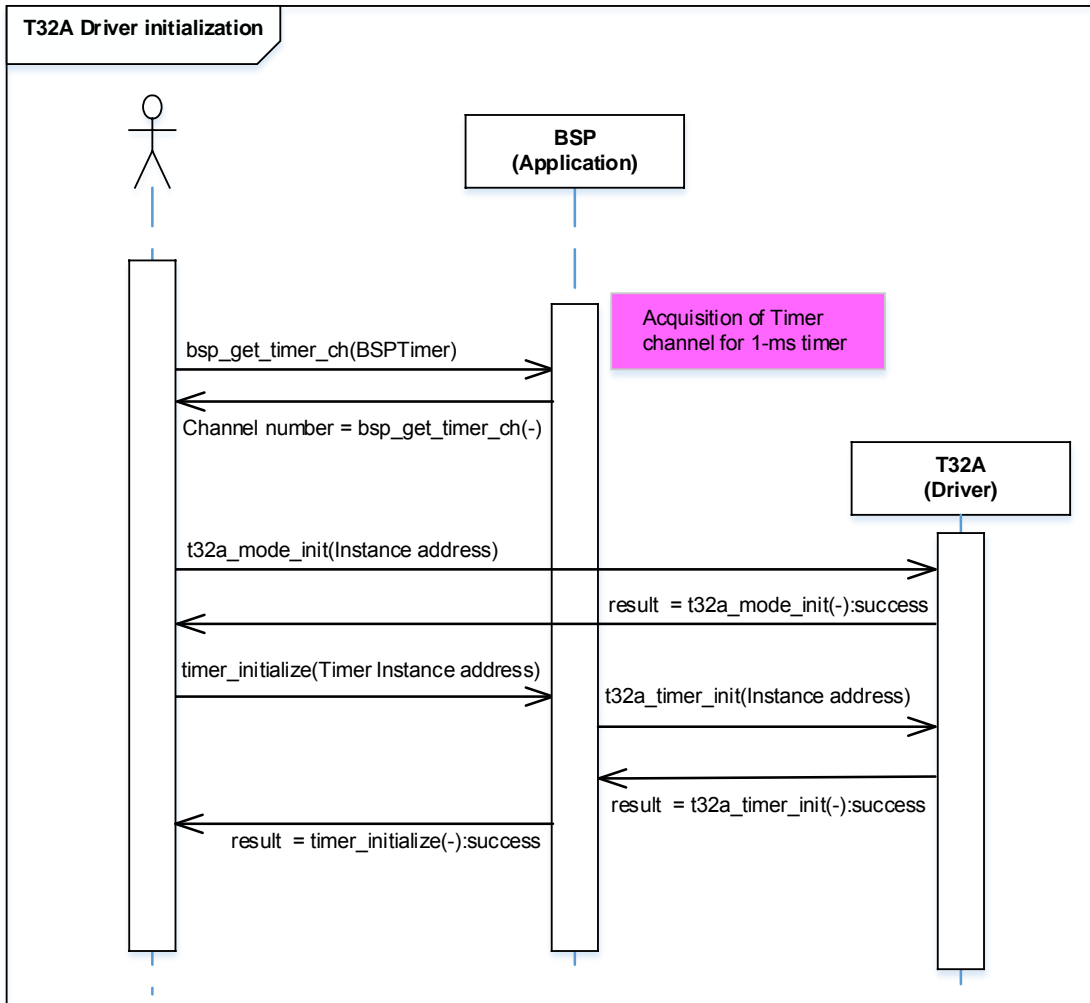 T32A Driver initialization
BSP
(Application)
Acquisition of Timer
channel for 1-ms timer
bsp_get_timer_ch(BSPTimer)
Channel number = bsp_get_timer_ch(-)
T32A
(Driver)
t32a_mode_init(Instance address)
result = t32a_mode_init(-):success
timer_initialize(Timer Instance address)
t32a_timer_init(Instance address)
result = t32a_timer_init(-):success
result = timer_initialize(-):success